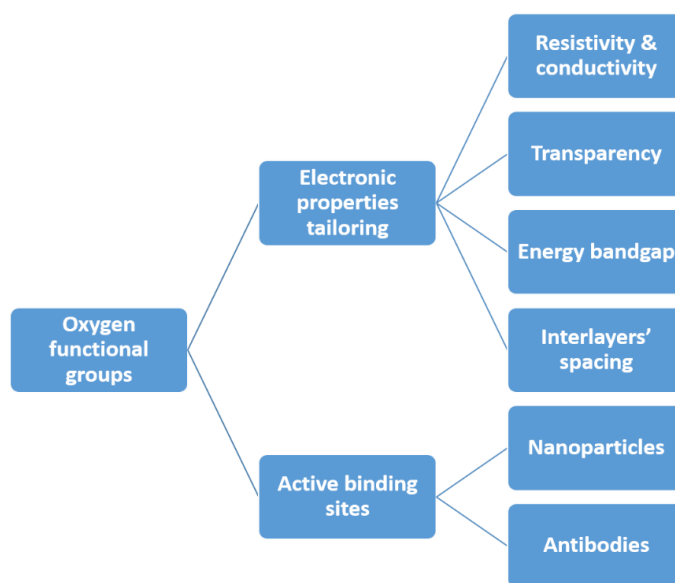 Resistivity &
conductivity
Transparency
Electronic
properties
tailoring
Energy bandgap
Oxygen
functional
groups
Interlayers’
spacing
Nanoparticles
Active binding
sites
Antibodies